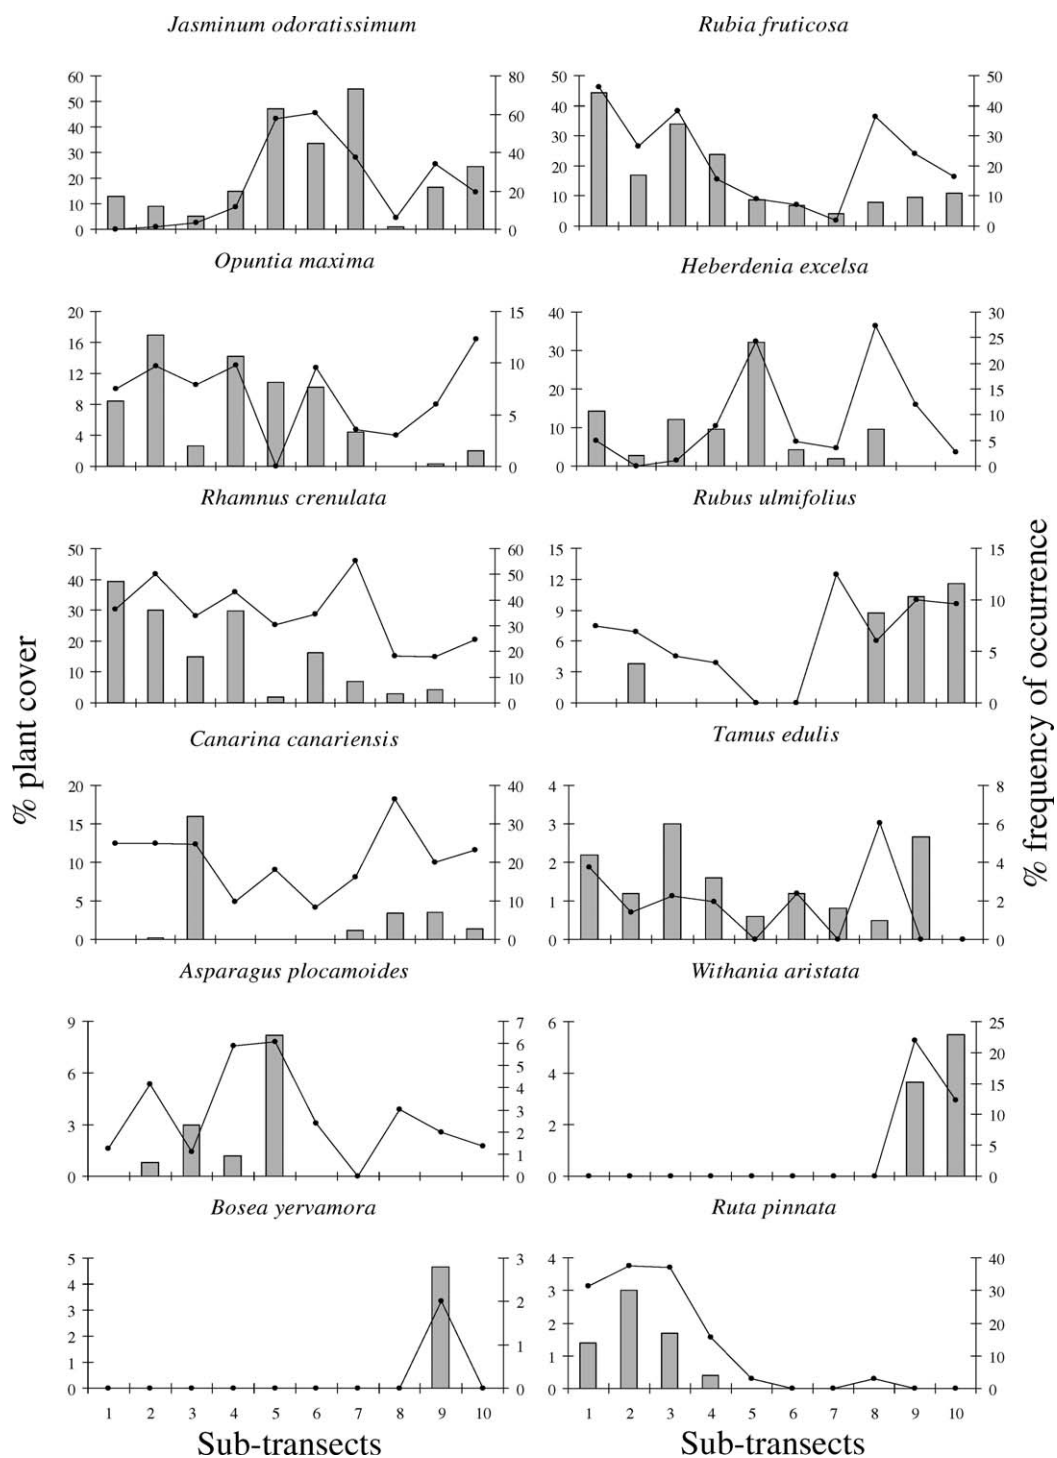 Jasminum odoratissimum
Rubia fruticosa
60 50 40 30 20 10 0
80 60 40 20 0
50 40 30 20 10 0
50 40 30 20 10 0
Opuntia maxima
Heberdenia excelsa
20 16 12 8 4 0
15 10 5 0
40 30 20 10 0
30 25 20 15 10 5 0
Rhamnus crenulata
Rubus ulmifolius
50 40 30 20 10 0
60 50 40 30 20 10 0
15 12 9 6 3 0
15 10 5 0
% plant cover
% frequency of occurrence
Canarina canariensis
Tamus edulis
20 15 10 5 0
40 30 20 10 0
4 3 2 1 0
8 6 4 2 0
Asparagus plocamoides
Withania aristata
9 6 3 0
7 6 5 4 3 2 1 0
6 4 2 0
25 20 15 10 5 0
Bosea yervamora
Ruta pinnata
5 4 3 2 1 0
3 2 1 0
4 3 2 1 0
40 30 20 10 0
1 2 3 4 5 6 7 8 9 10
1 2 3 4 5 6 7 8 9 10
Sub-transects
Sub-transects